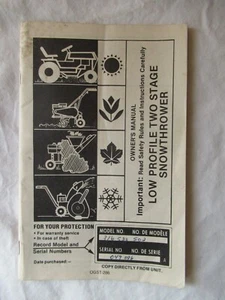 OWNER'S MANUAL
Important: Read Safety Rules and Instructions Carefully
LOW PROFILE/TWO STAGE
SNOWTHROWER
FOR YOUR PROTECTION
• For warranty service
• In case of theft
Record Model and
Serial Numbers
Date purchased:
MODEL NO. NO. DE MODÈLE
SERIAL NO NO DE SÉRIE
COPY DIRECTLY FROM UNIT